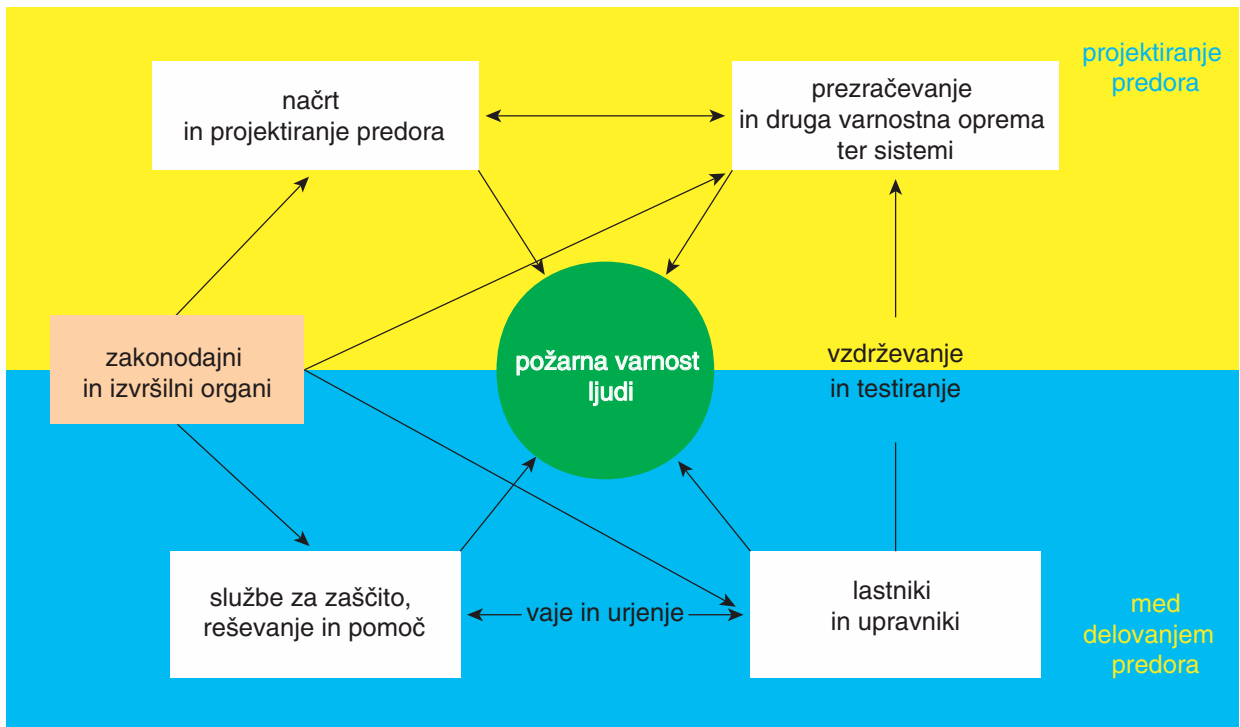 projektiranje
predora
načrt
in projektiranje predora
prezračevanje
in druga varnostna oprema
ter sistemi
zakonodajni
in izvršilni organi
požarna varnost
ljudi
vzdrževanje
in testiranje
službe za zaščito,
reševanje in pomoč
vaje in urjenje
lastniki
in upravniki
med
delovanjem
predora